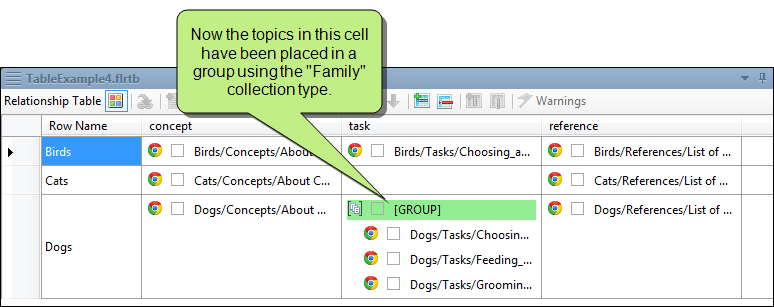 Now the topics in this cell
have been placed in a
group using the "Family"
collection type.
TableExample4.flrtb
Relationship Table Warnings
Row Name concept task reference
Birds Birds/Concepts/About ... Birds/Tasks/Choosing_a... Birds/References/List of ...
Cats Cats/Concepts/About C... Cats/References/List of ...
Dogs/Concepts/About ... [GROUP] Dogs/References/List of ...
Dogs/Tasks/Choosin...
Dogs Dogs/Tasks/Feeding_...
Dogs/Tasks/Groomin...